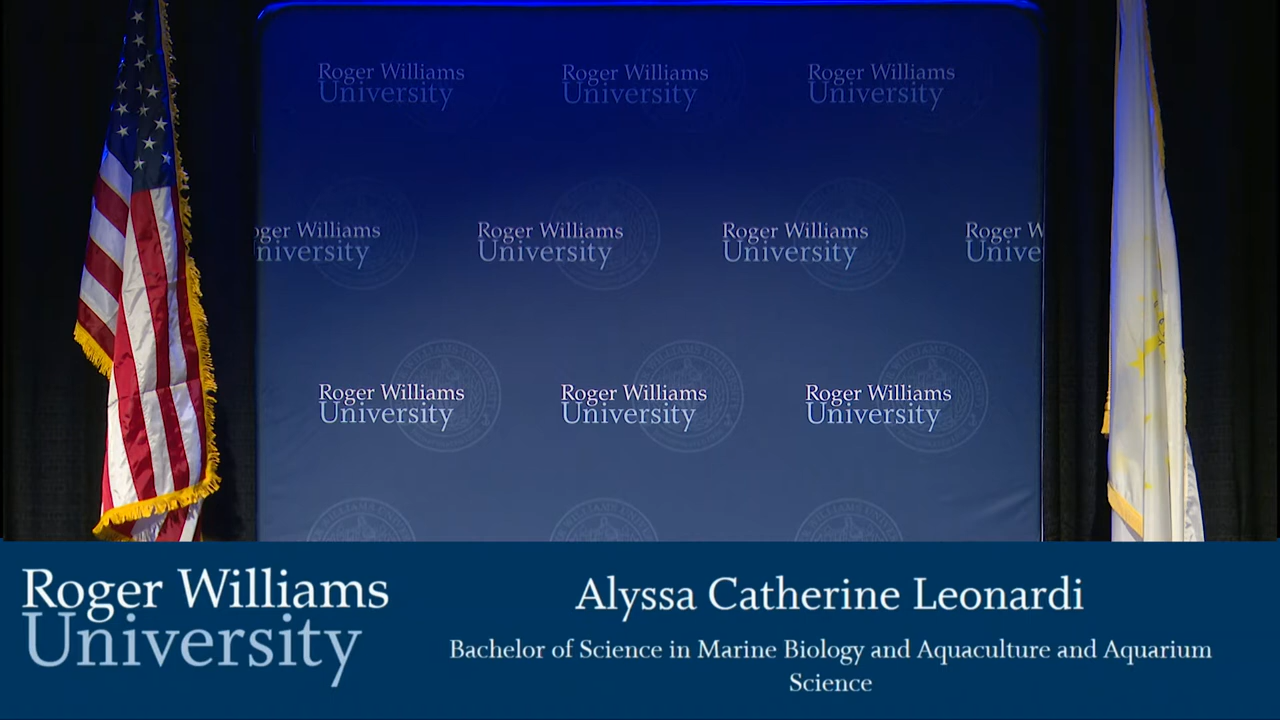 Roger Williams
University
Roger Williams
University
Roger Williams
University
oger Williams
niversity
Roger Williams
University
Roger Williams
University
Roger W
Unive
Roger Williams
University
Roger Williams
University
Roger Williams
University
Roger Williams
University
Alyssa Catherine Leonardi
Bachelor of Science in Marine Biology and Aquaculture and Aquarium
Science